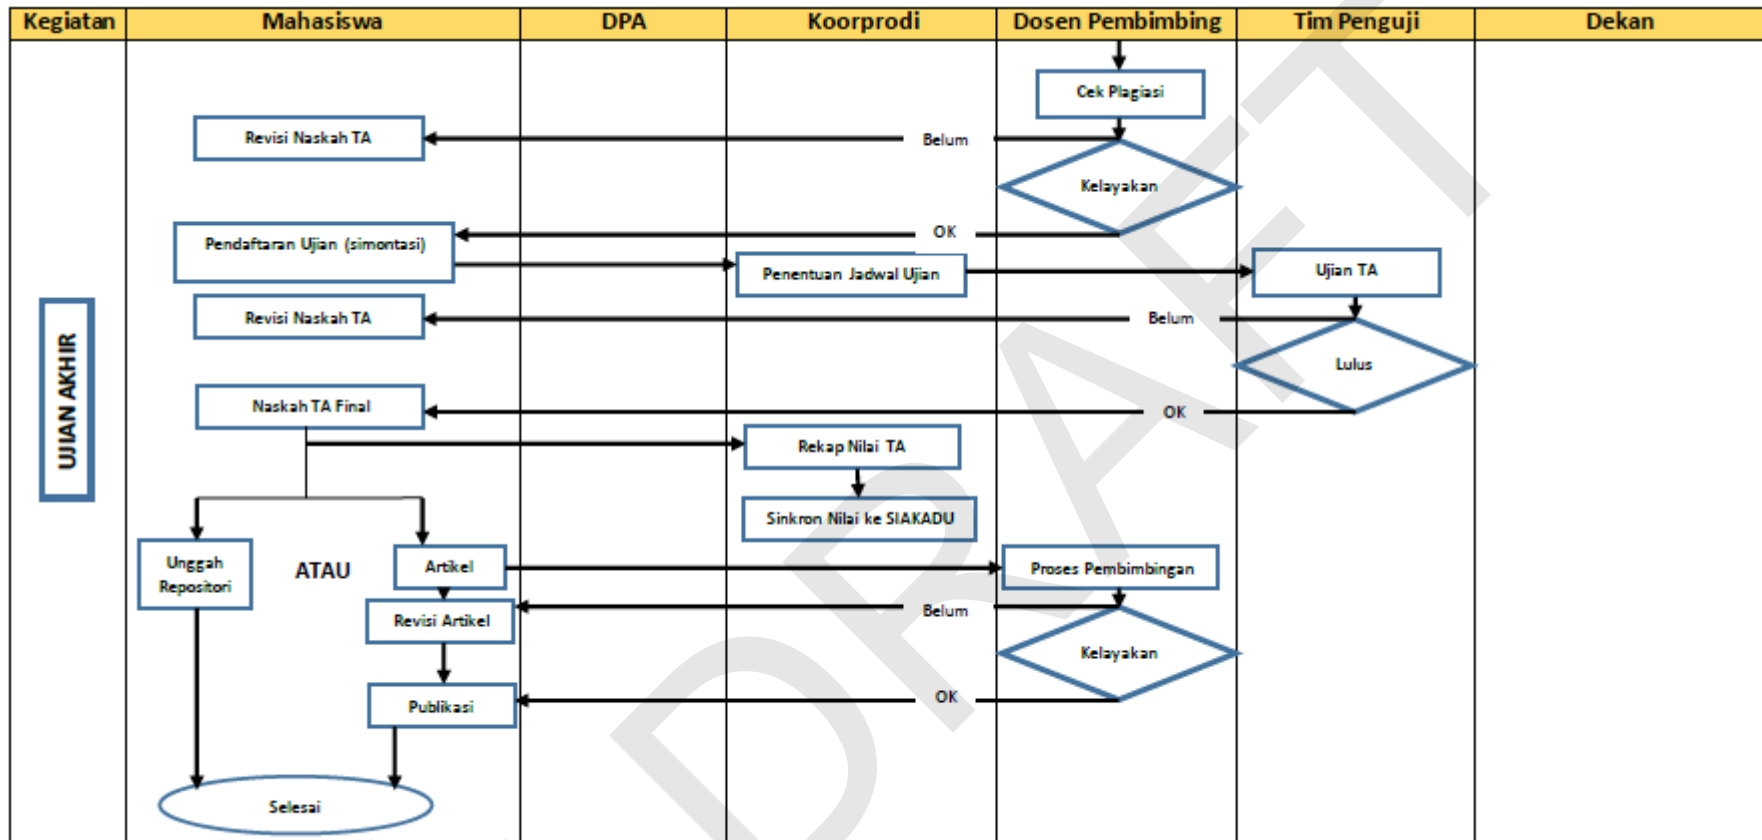 Kegiatan Mahasiswa DPA Koorprodi Dosen Pembimbing Tim Penguji Dekan
Cek Plagiasi
Revisi Naskah TA
Belum
Kelayakan
OK
Pendaftaran Ujian (simontasi)
Penentuan Jadwal Ujian
Ujian TA
Revisi Naskah TA
Belum
Lulus
UJIAN AKHIR
Naskah TA Final
OK
Rekap Nilai TA
Sinkron Nilai ke SIAKADU
Unggah
Repositori
ATAU
Artikel
Proses Pembimbingan
Revisi Artikel
Belum
Kelayakan
Publikasi
OK
Selesai
DRAFT